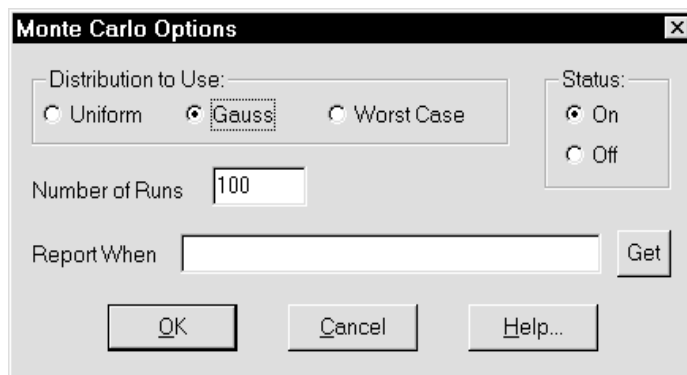 Monte Carlo Options
Distribution to Use:
Uniform Gauss Worst Case
Status:
On
Off
Number of Runs 100
Report When Get
OK Cancel Help...